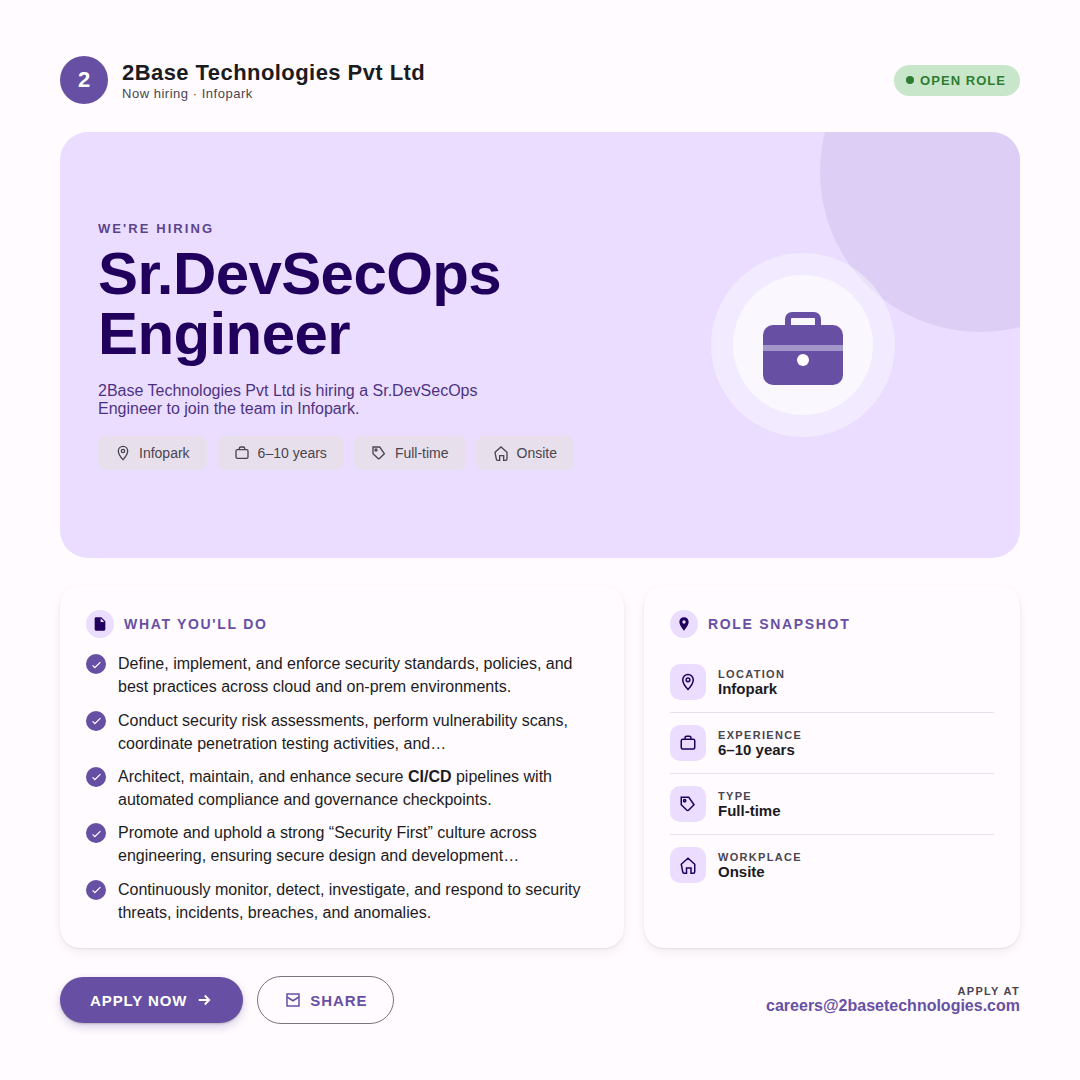 2
2Base Technologies Pvt Ltd
Now hiring · Infopark
OPEN ROLE
WE'RE HIRING
Sr.DevSecOps
Engineer
2Base Technologies Pvt Ltd is hiring a Sr.DevSecOps
Engineer to join the team in Infopark.
Infopark
6–10 years
Full-time
Onsite
WHAT YOU'LL DO
Define, implement, and enforce security standards, policies, and
best practices across cloud and on-prem environments.
Conduct security risk assessments, perform vulnerability scans,
coordinate penetration testing activities, and…
Architect, maintain, and enhance secure CI/CD pipelines with
automated compliance and governance checkpoints.
Promote and uphold a strong “Security First” culture across
engineering, ensuring secure design and development…
Continuously monitor, detect, investigate, and respond to security
threats, incidents, breaches, and anomalies.
ROLE SNAPSHOT
LOCATION
Infopark
EXPERIENCE
6–10 years
TYPE
Full-time
WORKPLACE
Onsite
APPLY NOW
SHARE
APPLY AT
careers@2basetechnologies.com